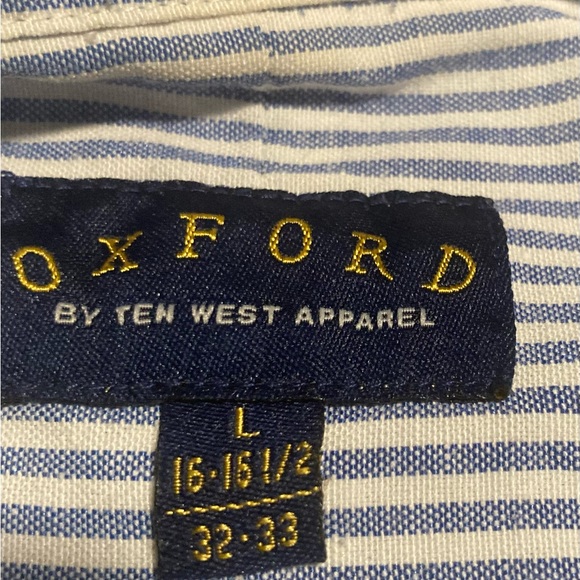 OXFORD
BY TEN WEST APPAREL
L
16·16 1/2
32·33